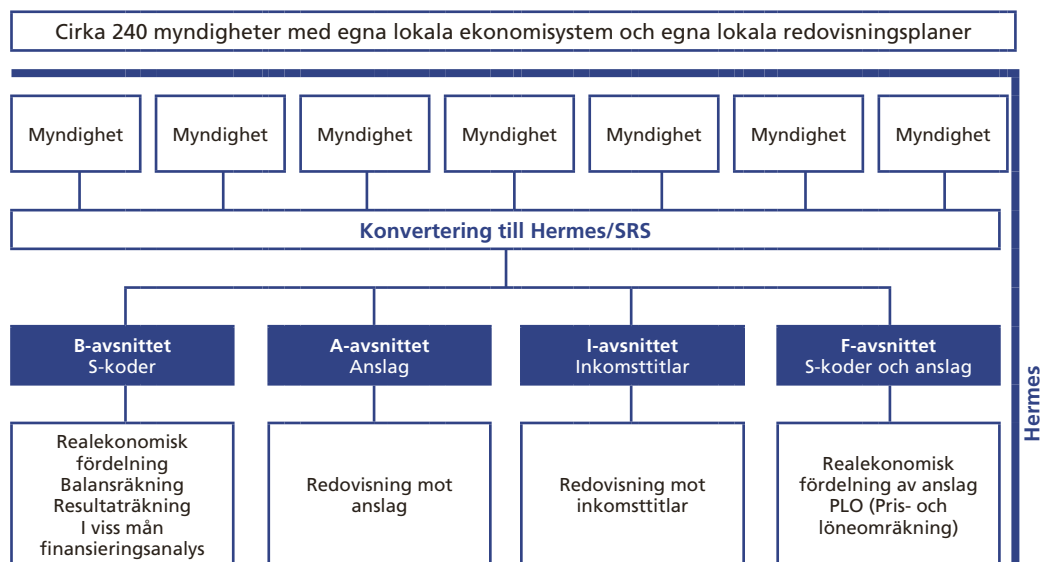 Cirka 240 myndigheter med egna lokala ekonomisystem och egna lokala redovisningsplaner
Myndighet
Myndighet
Myndighet
Myndighet
Myndighet
Myndighet
Myndighet
Konvertering till Hermes/SRS
B-avsnittet
S-koder
A-avsnittet
Anslag
I-avsnittet
Inkomsttitlar
F-avsnittet
S-koder och anslag
Realekonomisk
fördelning
Balansräkning
Resultaträkning
I viss mån
finansieringsanalys
Redovisning mot
anslag
Redovisning mot
inkomsttitlar
Realekonomisk
fördelning av anslag
PLO (Pris- och
löneomräkning)
Hermes